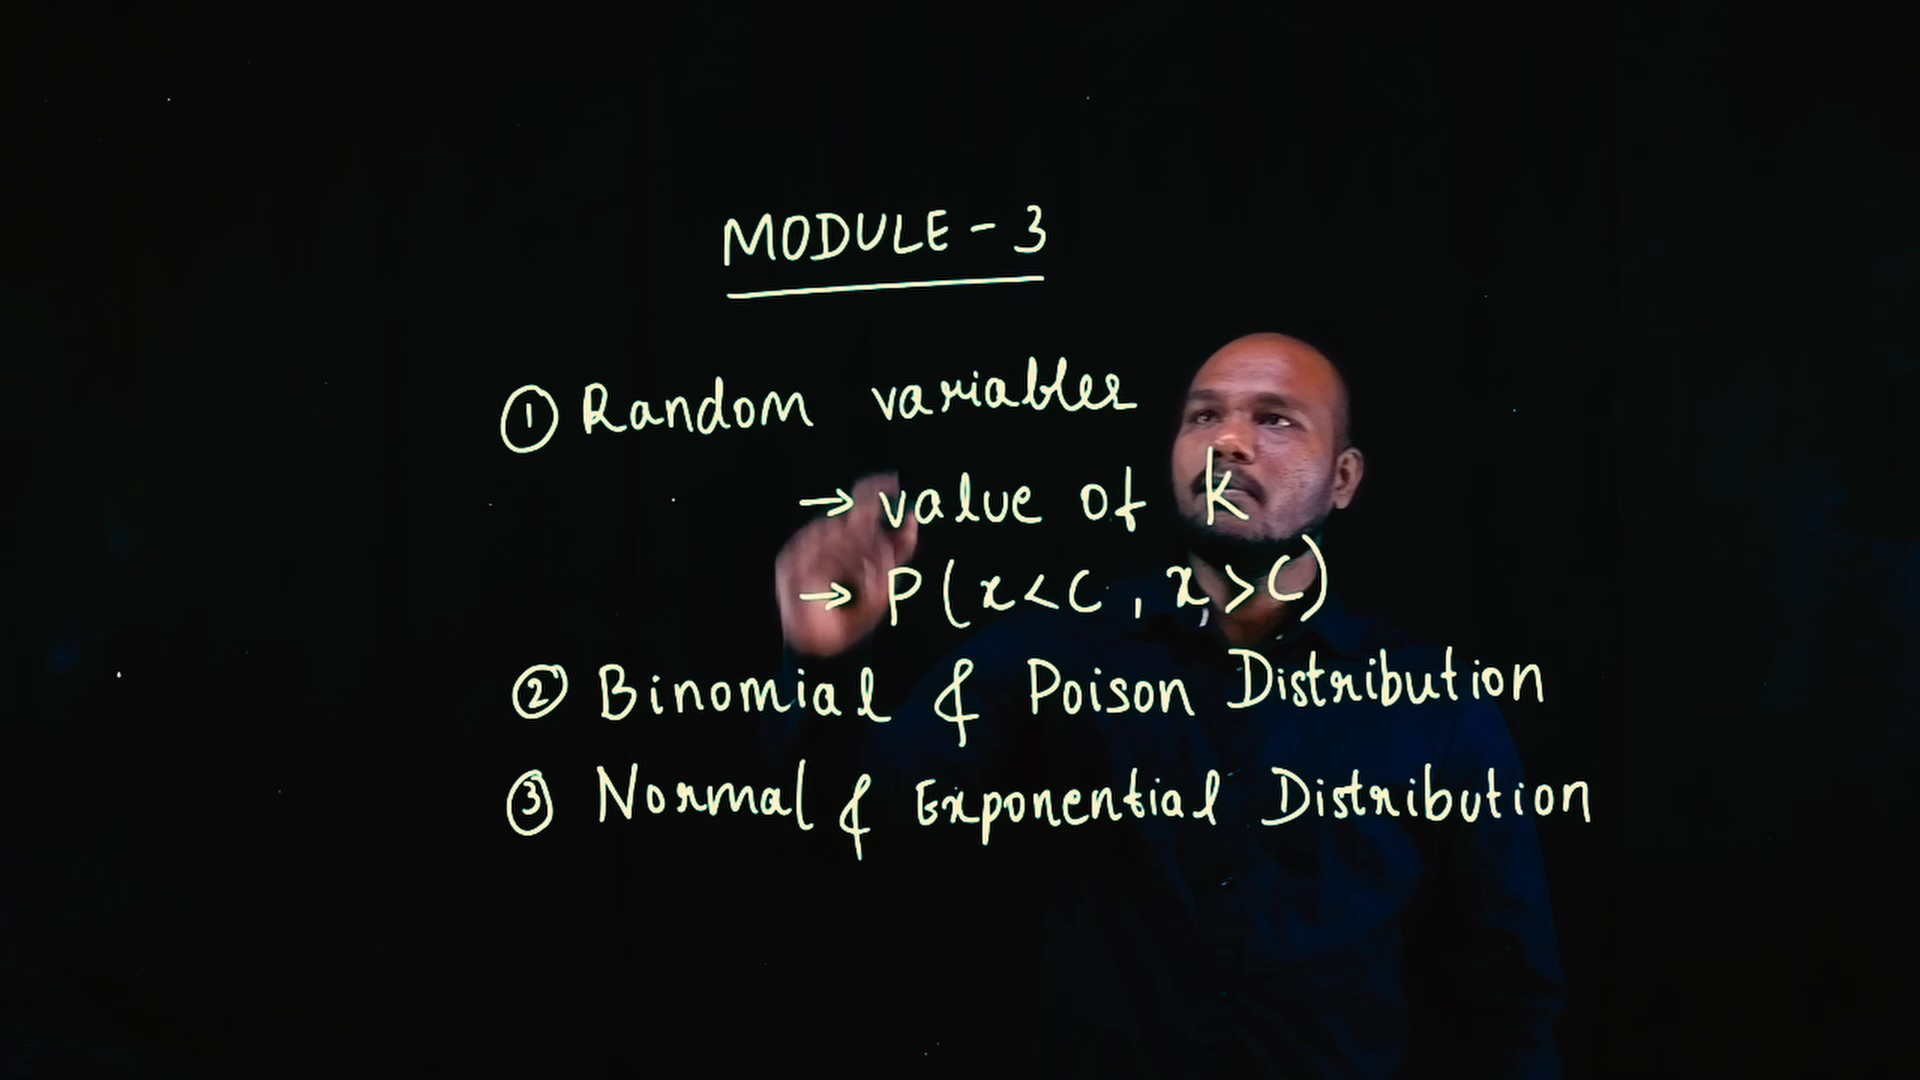 MODULE - 3
① Random variables
→ value of k
→ P(x<C, x>C)
② Binomial & Poison Distribution
③ Normal & Exponential Distribution